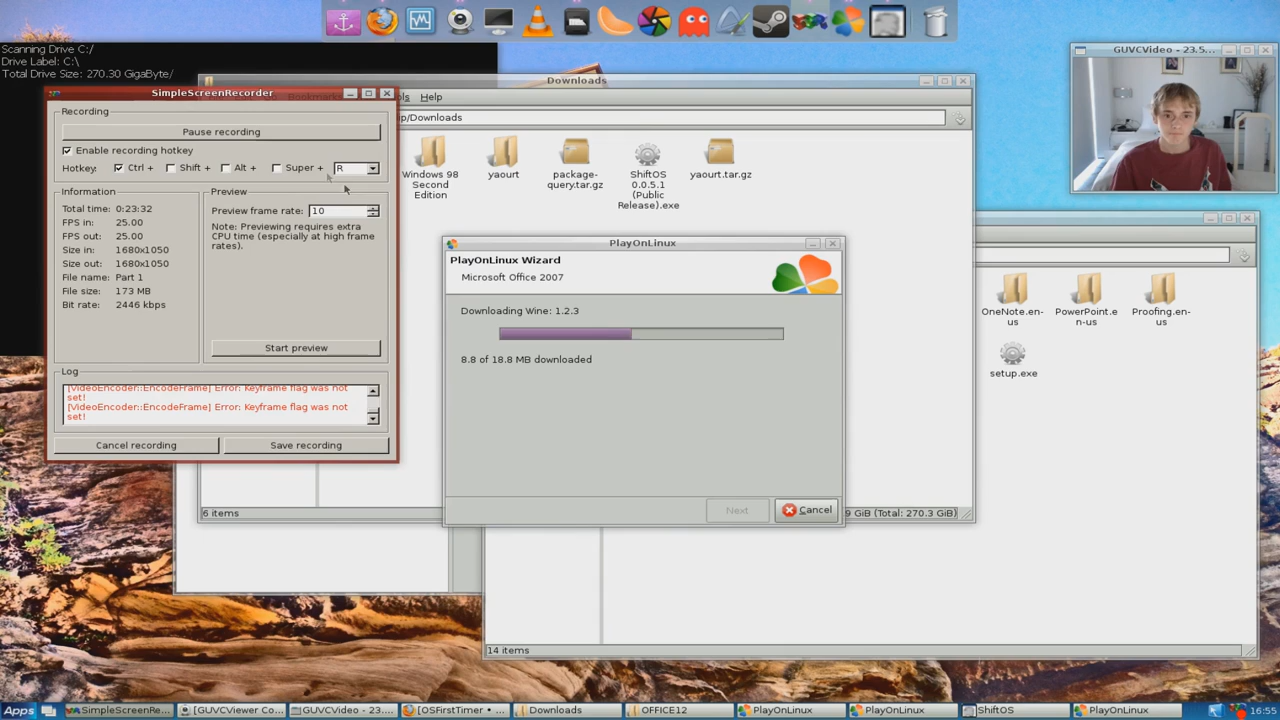 Scanning Drive C:/
Drive Label: C:\
Total Drive Size: 270.30 GigaByte/
GUVCVideo - 23.5...
Downloads
Help
/Downloads
Windows 98 Second Edition
yaourt
package-query.tar.gz
ShiftOS 0.0.5.1 (Public Release).exe
yaourt.tar.gz
6 items
9 GiB (Total: 270.3 GiB)
SimpleScreenRecorder
Recording
Pause recording
Enable recording hotkey
Hotkey: Ctrl + Shift + Alt + Super + R
Information
Total time: 0:23:32
FPS in: 25.00
FPS out: 25.00
Size in: 1680x1050
Size out: 1680x1050
File name: Part 1
File size: 173 MB
Bit rate: 2446 kbps
Preview
Preview frame rate: 10
Note: Previewing requires extra
CPU time (especially at high frame
rates).
Start preview
Log
[VideoEncoder::EncodeFrame] Error: Keyframe flag was not
set!
[VideoEncoder::EncodeFrame] Error: Keyframe flag was not
set!
Cancel recording
Save recording
PlayOnLinux
PlayOnLinux Wizard
Microsoft Office 2007
Downloading Wine: 1.2.3
8.8 of 18.8 MB downloaded
Next
Cancel
OneNote.en-us
PowerPoint.en-us
Proofing.en-us
setup.exe
14 items
Apps
SimpleScreenRe...
[GUVCViewer Co...
GUVCVideo - 23....
[OSFirstTimer • ...
Downloads
OFFICE12
PlayOnLinux
PlayOnLinux
ShiftOS
PlayOnLinux
16:55